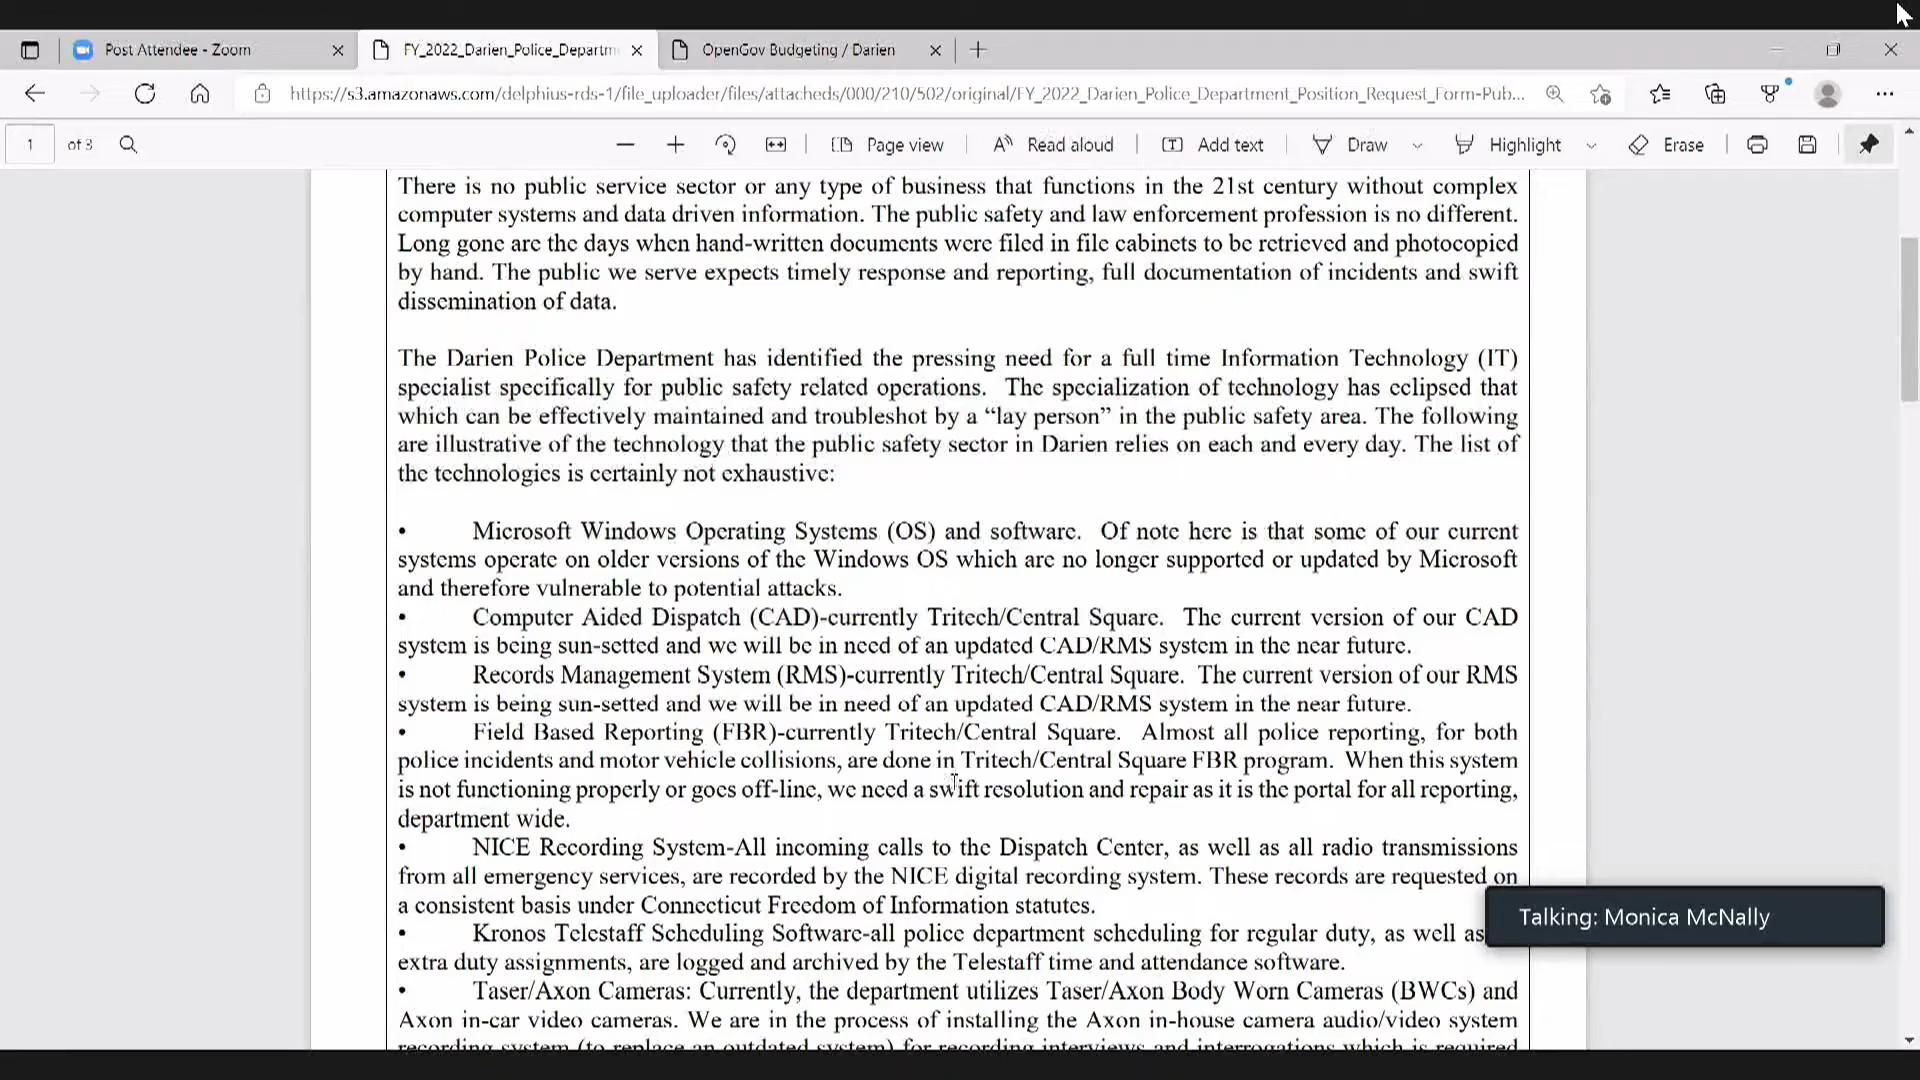 Post Attendee - Zoom
FY_2022_Darien_Police_Departm
OpenGov Budgeting / Darien
https://s3.amazonaws.com/delphius-rds-1/file_uploader/files/attacheds/000/210/502/original/FY_2022_Darien_Police_Department_Position_Request_Form-Pub...
1 of 3
Page view
Read aloud
Add text
Draw
Highlight
Erase
There is no public service sector or any type of business that functions in the 21st century without complex
computer systems and data driven information. The public safety and law enforcement profession is no different.
Long gone are the days when hand-written documents were filed in file cabinets to be retrieved and photocopied
by hand. The public we serve expects timely response and reporting, full documentation of incidents and swift
dissemination of data.
The Darien Police Department has identified the pressing need for a full time Information Technology (IT)
specialist specifically for public safety related operations. The specialization of technology has eclipsed that
which can be effectively maintained and troubleshot by a “lay person” in the public safety area. The following
are illustrative of the technology that the public safety sector in Darien relies on each and every day. The list of
the technologies is certainly not exhaustive:
• Microsoft Windows Operating Systems (OS) and software. Of note here is that some of our current
systems operate on older versions of the Windows OS which are no longer supported or updated by Microsoft
and therefore vulnerable to potential attacks.
• Computer Aided Dispatch (CAD)-currently Tritech/Central Square. The current version of our CAD
system is being sun-setted and we will be in need of an updated CAD/RMS system in the near future.
• Records Management System (RMS)-currently Tritech/Central Square. The current version of our RMS
system is being sun-setted and we will be in need of an updated CAD/RMS system in the near future.
• Field Based Reporting (FBR)-currently Tritech/Central Square. Almost all police reporting, for both
police incidents and motor vehicle collisions, are done in Tritech/Central Square FBR program. When this system
is not functioning properly or goes off-line, we need a swift resolution and repair as it is the portal for all reporting,
department wide.
• NICE Recording System-All incoming calls to the Dispatch Center, as well as all radio transmissions
from all emergency services, are recorded by the NICE digital recording system. These records are requested on
a consistent basis under Connecticut Freedom of Information statutes.
• Kronos Telestaff Scheduling Software-all police department scheduling for regular duty, as well as
extra duty assignments, are logged and archived by the Telestaff time and attendance software.
• Taser/Axon Cameras: Currently, the department utilizes Taser/Axon Body Worn Cameras (BWCs) and
Axon in-car video cameras. We are in the process of installing the Axon in-house camera audio/video system
recording system (to replace an outdated system) for recording interviews and interrogations which is required
Talking: Monica McNally